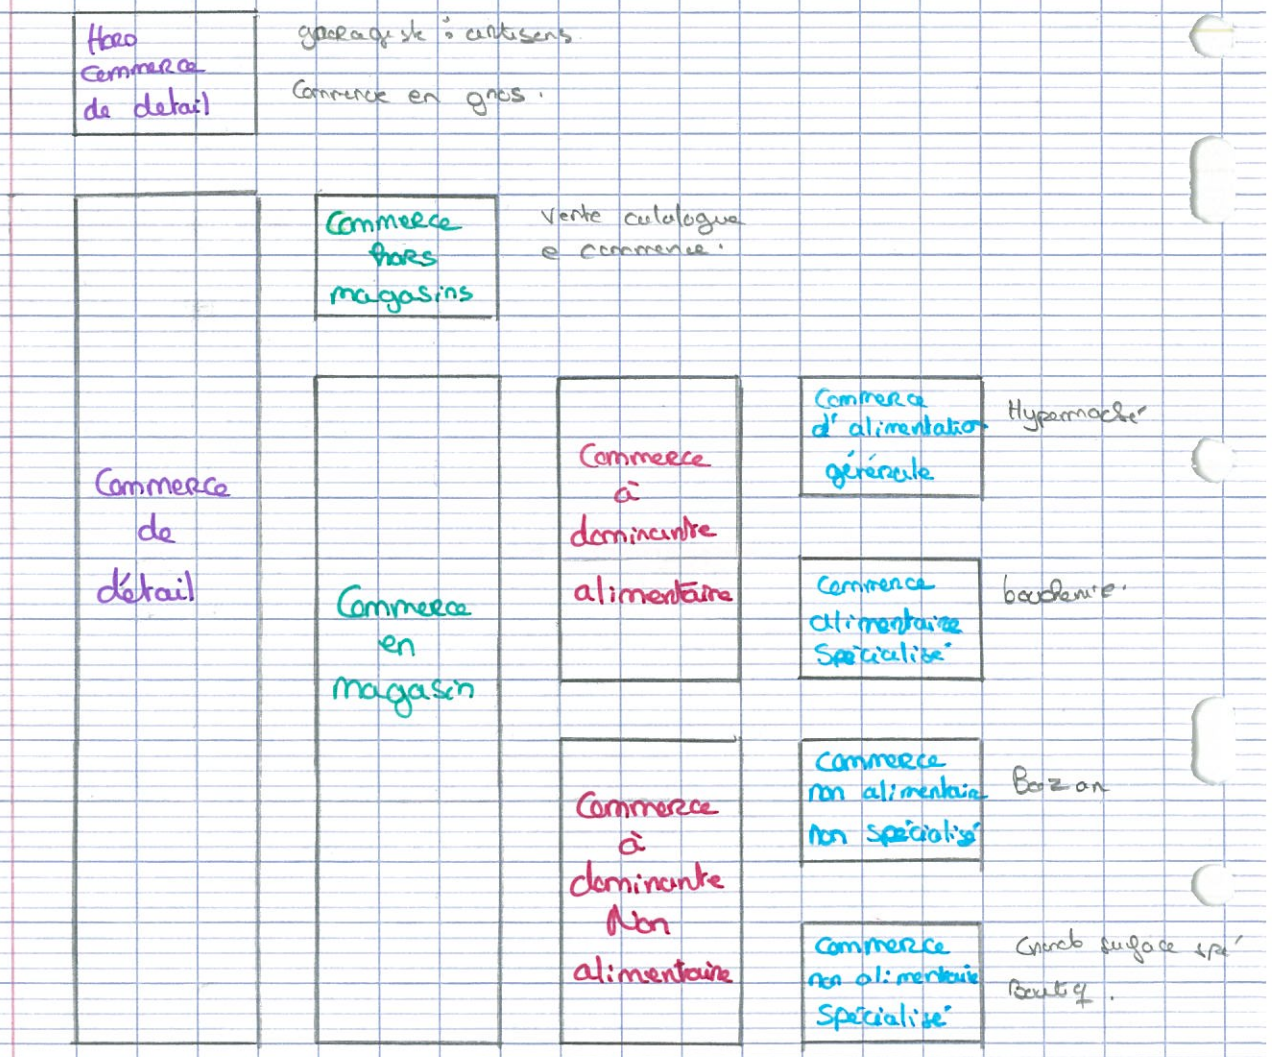 Hors
Commerce
de detail
garagiste : artisans
Commerce en gros.
Commerce
hors
magasins
Vente catalogue
e commerce.
Commerce
de
détail
Commerce
en
magasin
Commerce
à
dominante
alimentaire
Commerce
d'alimentation
générale
Hypermarché
Commerce
alimentaire
Spécialisé
boucherie.
Commerce
à
dominante
Non
alimentaire
Commerce
non alimentaire
non spécialisé
Bazar
Commerce
non alimentaire
Spécialisé
Grande surface spé
Boutiq.